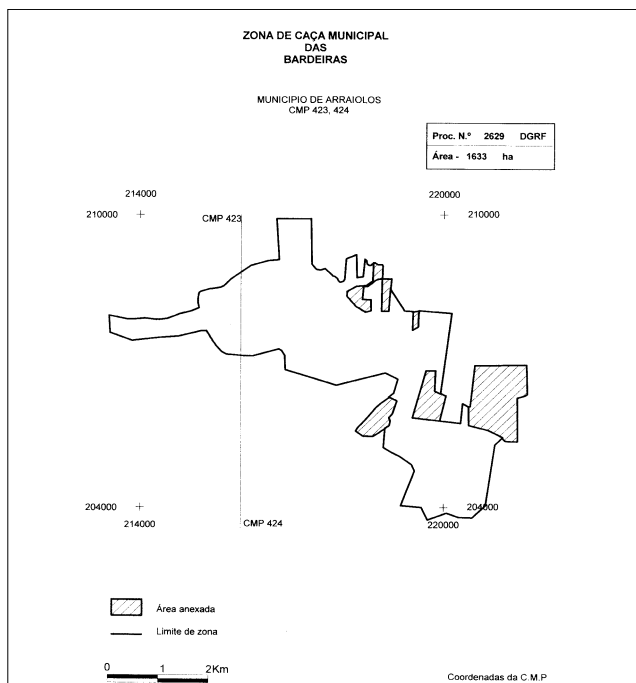 ZONA DE CAÇA MUNICIPAL
DAS
BARDEIRAS
MUNICIPIO DE ARRAIOLOS
CMP 423, 424
Proc. N.º 2629 DGRF
Área - 1633 ha
214000
220000
210000
CMP 423
210000
204000
204000
214000
CMP 424
220000
Área anexada
Limite de zona
0 1 2Km
Coordenadas da C.M.P